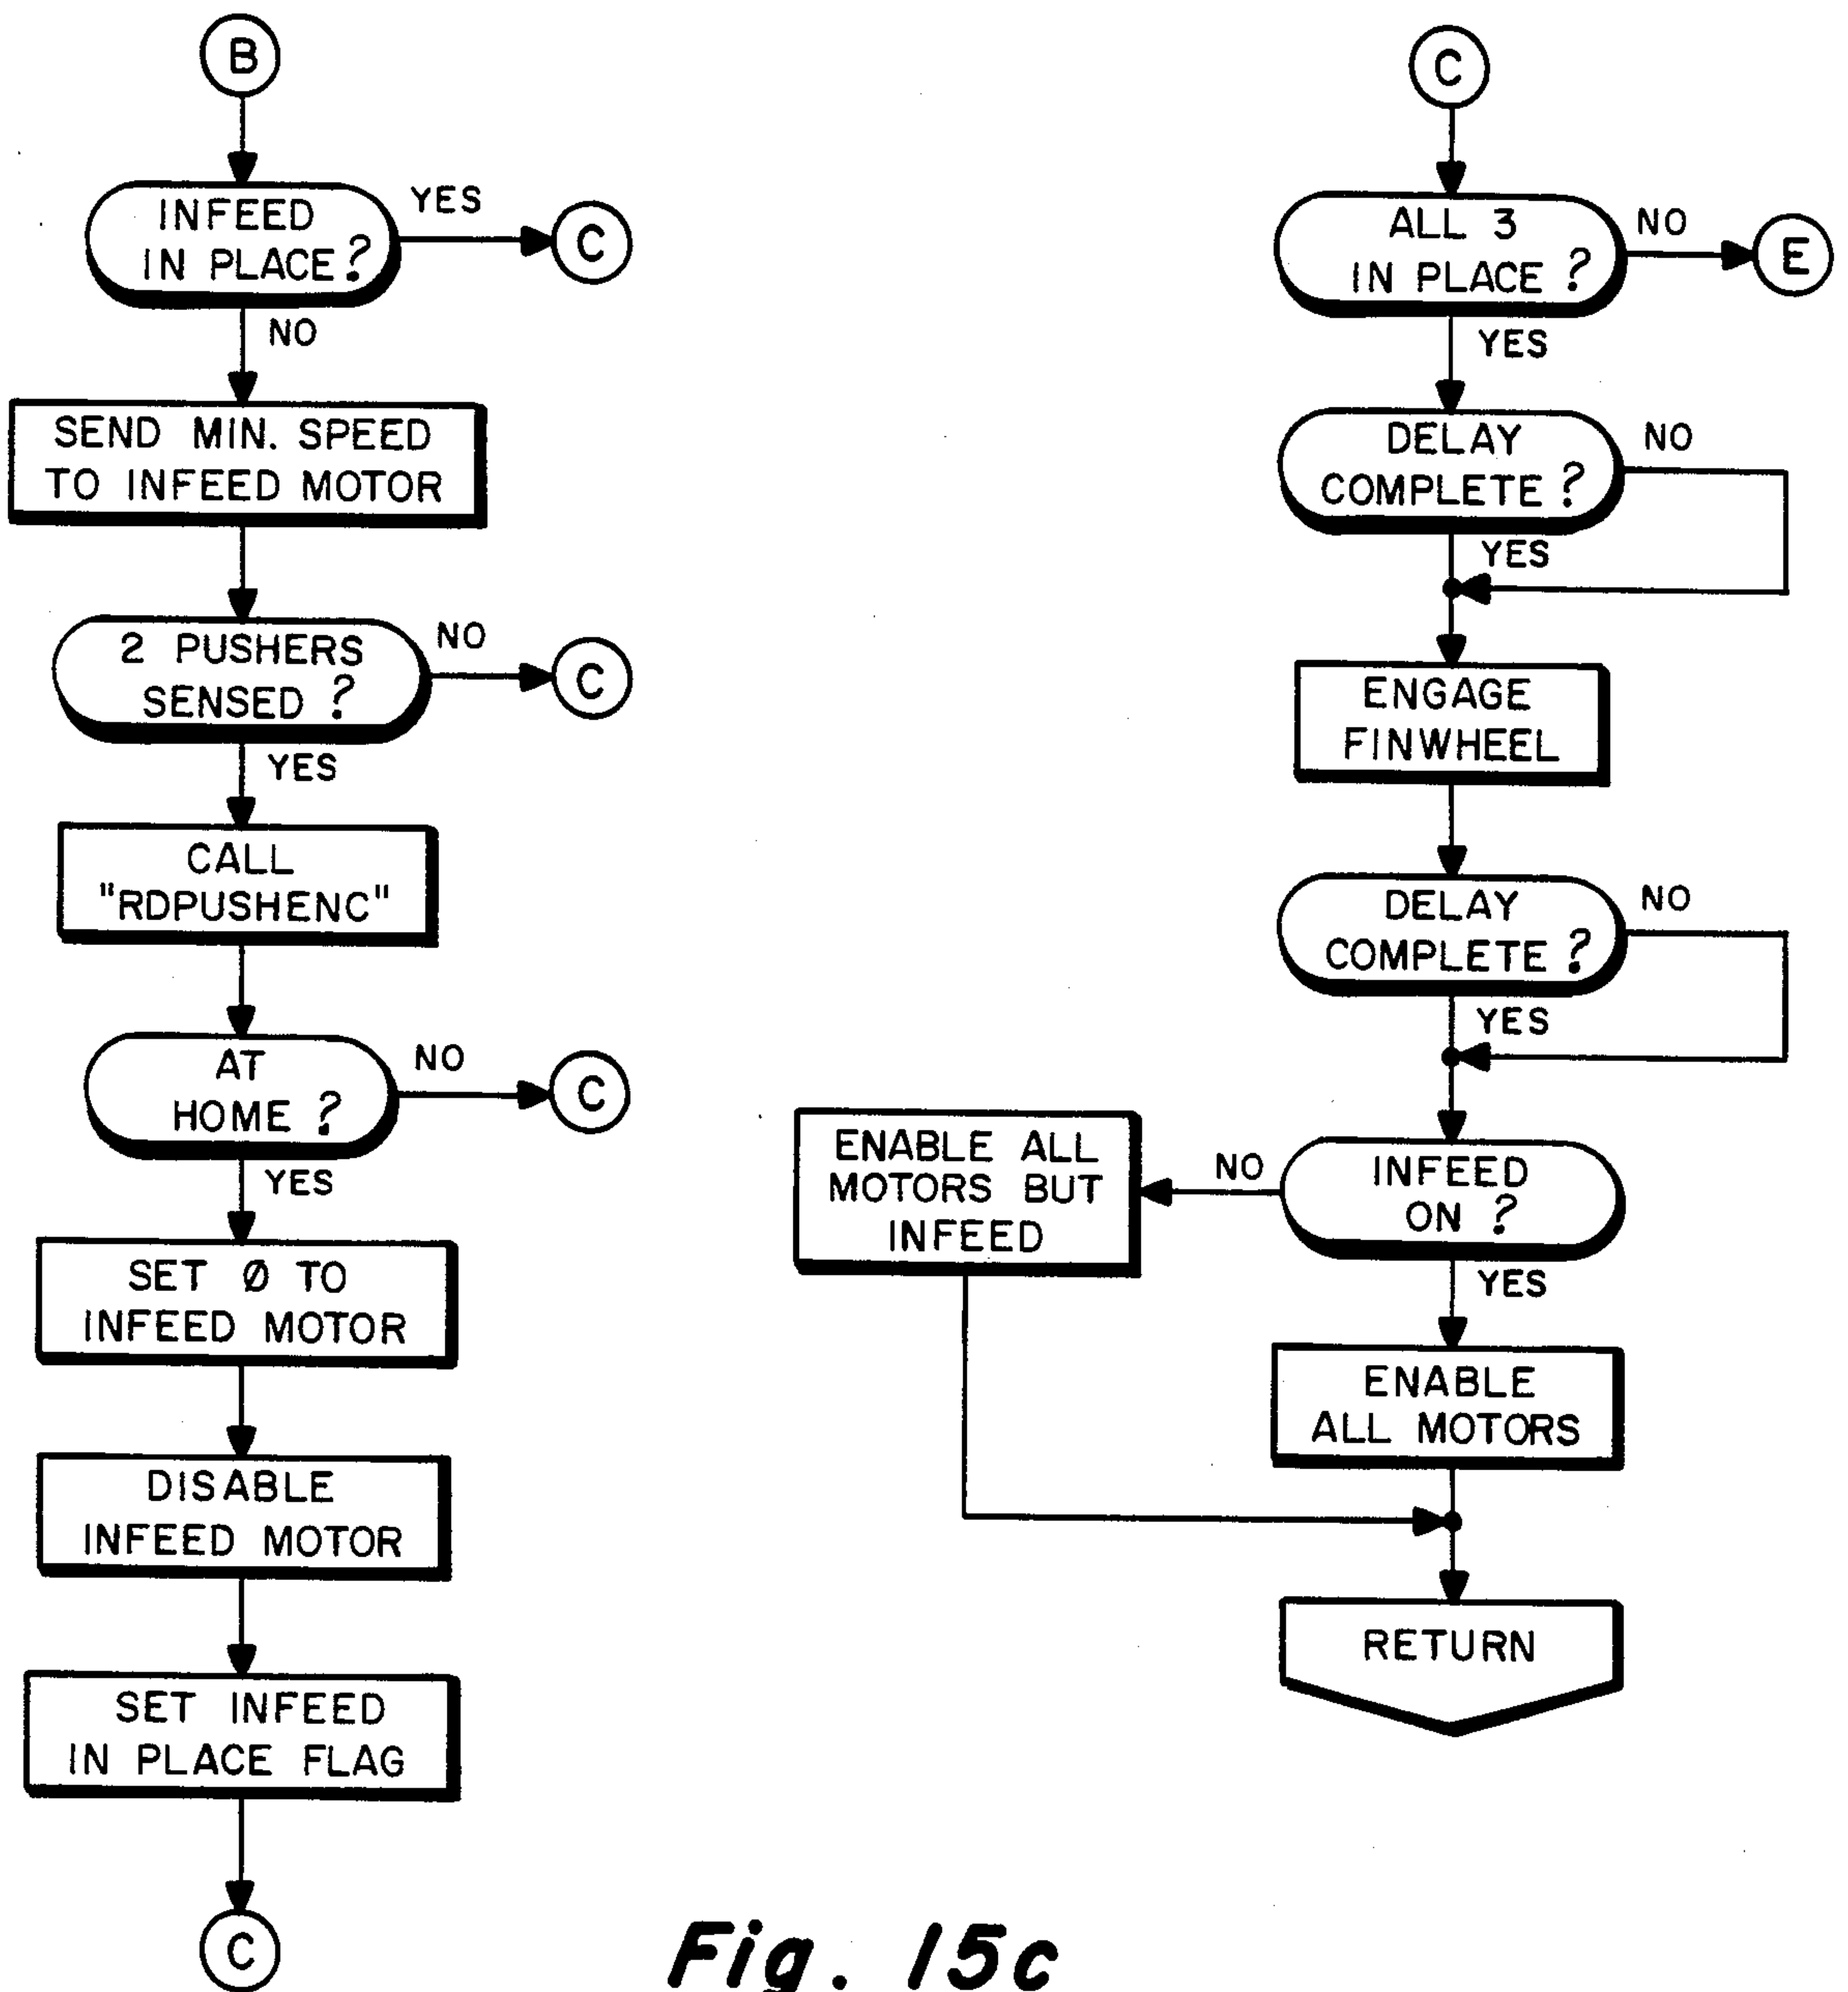 B
INFEED
IN PLACE?
YES
C
NO
SEND MIN. SPEED
TO INFEED MOTOR
2 PUSHERS
SENSED ?
NO
C
YES
CALL
"RDPUSHENC"
AT
HOME ?
NO
C
YES
SET Ø TO
INFEED MOTOR
DISABLE
INFEED MOTOR
SET INFEED
IN PLACE FLAG
C
C
ALL 3
IN PLACE ?
NO
E
YES
DELAY
COMPLETE ?
NO
YES
ENGAGE
FINWHEEL
DELAY
COMPLETE ?
NO
YES
INFEED
ON ?
NO
ENABLE ALL
MOTORS BUT
INFEED
YES
ENABLE
ALL MOTORS
RETURN
Fig. 15c